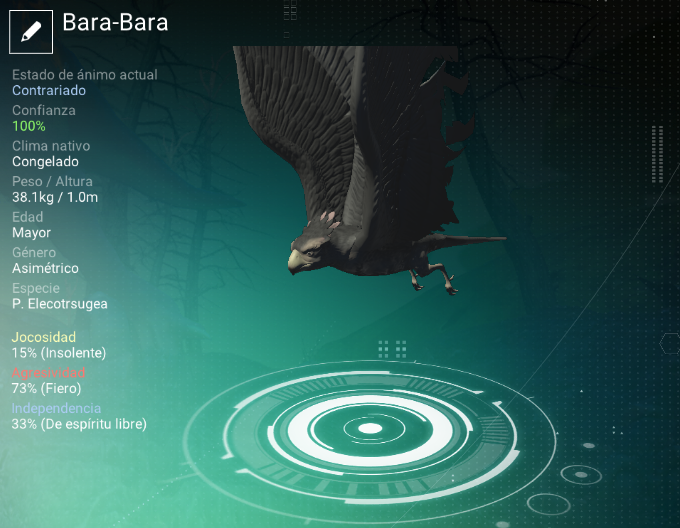 Bara-Bara
Estado de ánimo actual
Contrariado
Confianza
100%
Clima nativo
Congelado
Peso / Altura
38.1kg / 1.0m
Edad
Mayor
Género
Asimétrico
Especie
P. Elecotrsugea
Jocosidad
15% (Insolente)
Agresividad
73% (Fiero)
Independencia
33% (De espíritu libre)